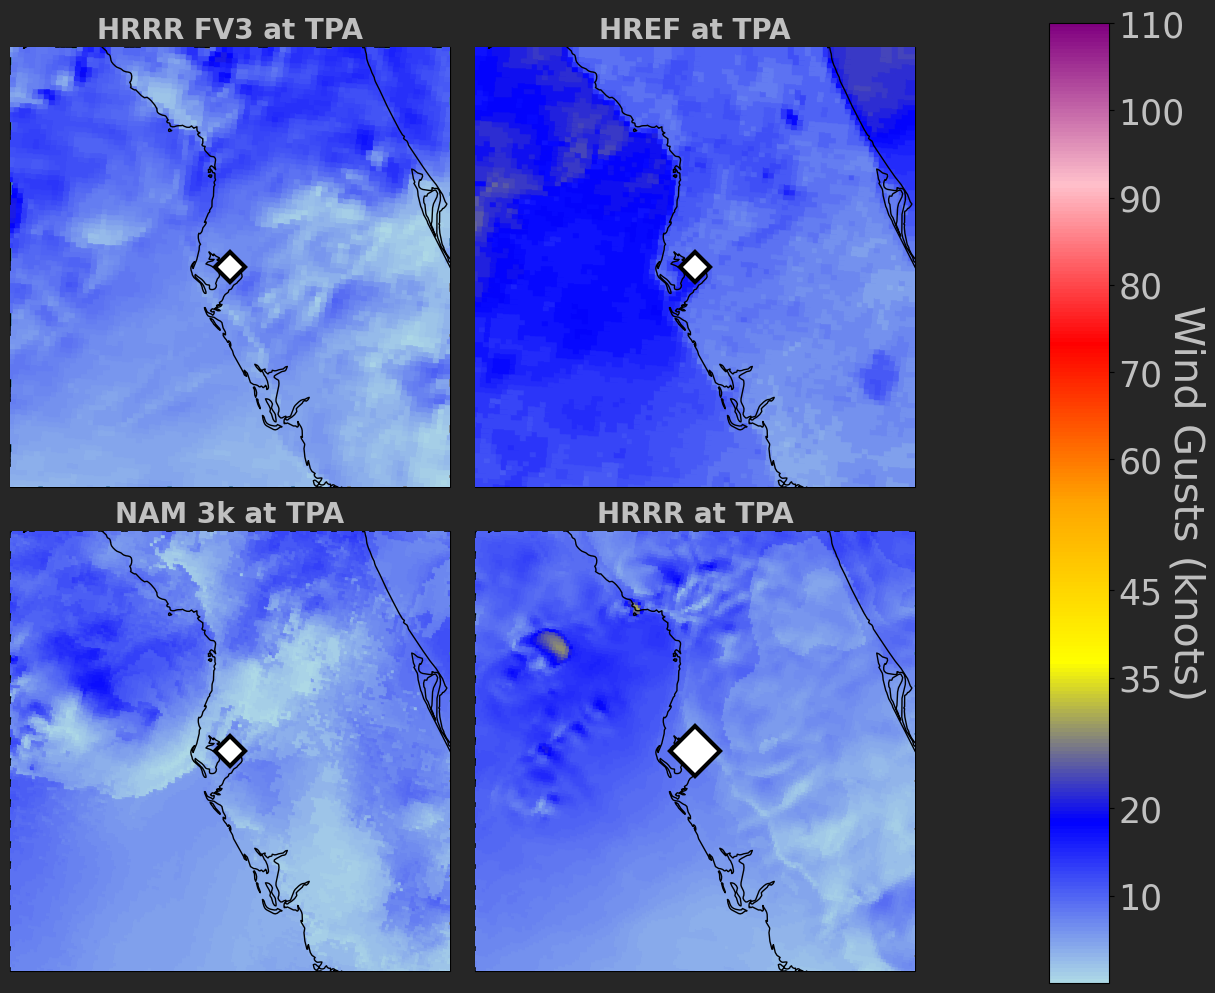 HRRR FV3 at TPA
HREF at TPA
NAM 3k at TPA
HRRR at TPA
110
100
90
80
70
60
45
35
20
10
Wind Gusts (knots)